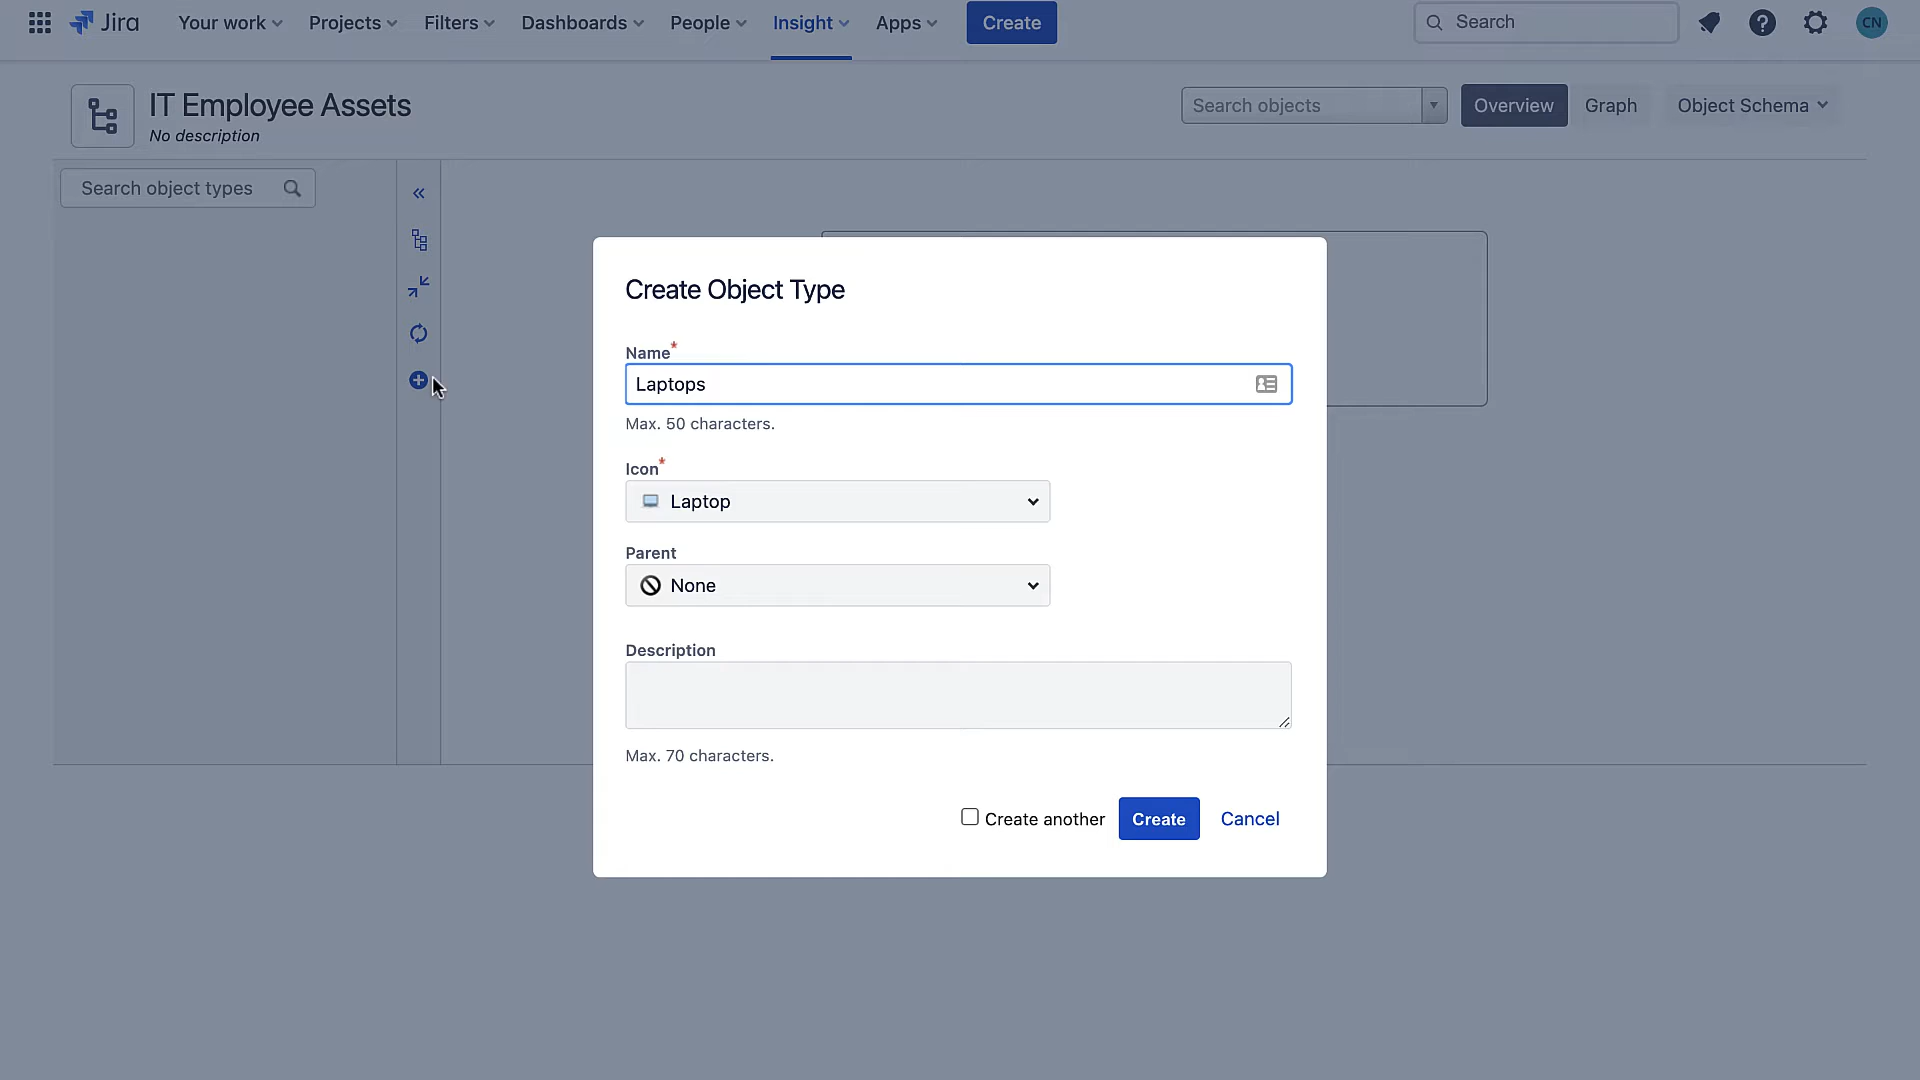 Jira Your work Projects Filters Dashboards People Insight Apps Create Search CN
IT Employee Assets
No description
Search objects Overview Graph Object Schema
Search object types
Create Object Type
Name*
Laptops
Max. 50 characters.
Icon*
Laptop
Parent
None
Description
Max. 70 characters.
Create another Create Cancel